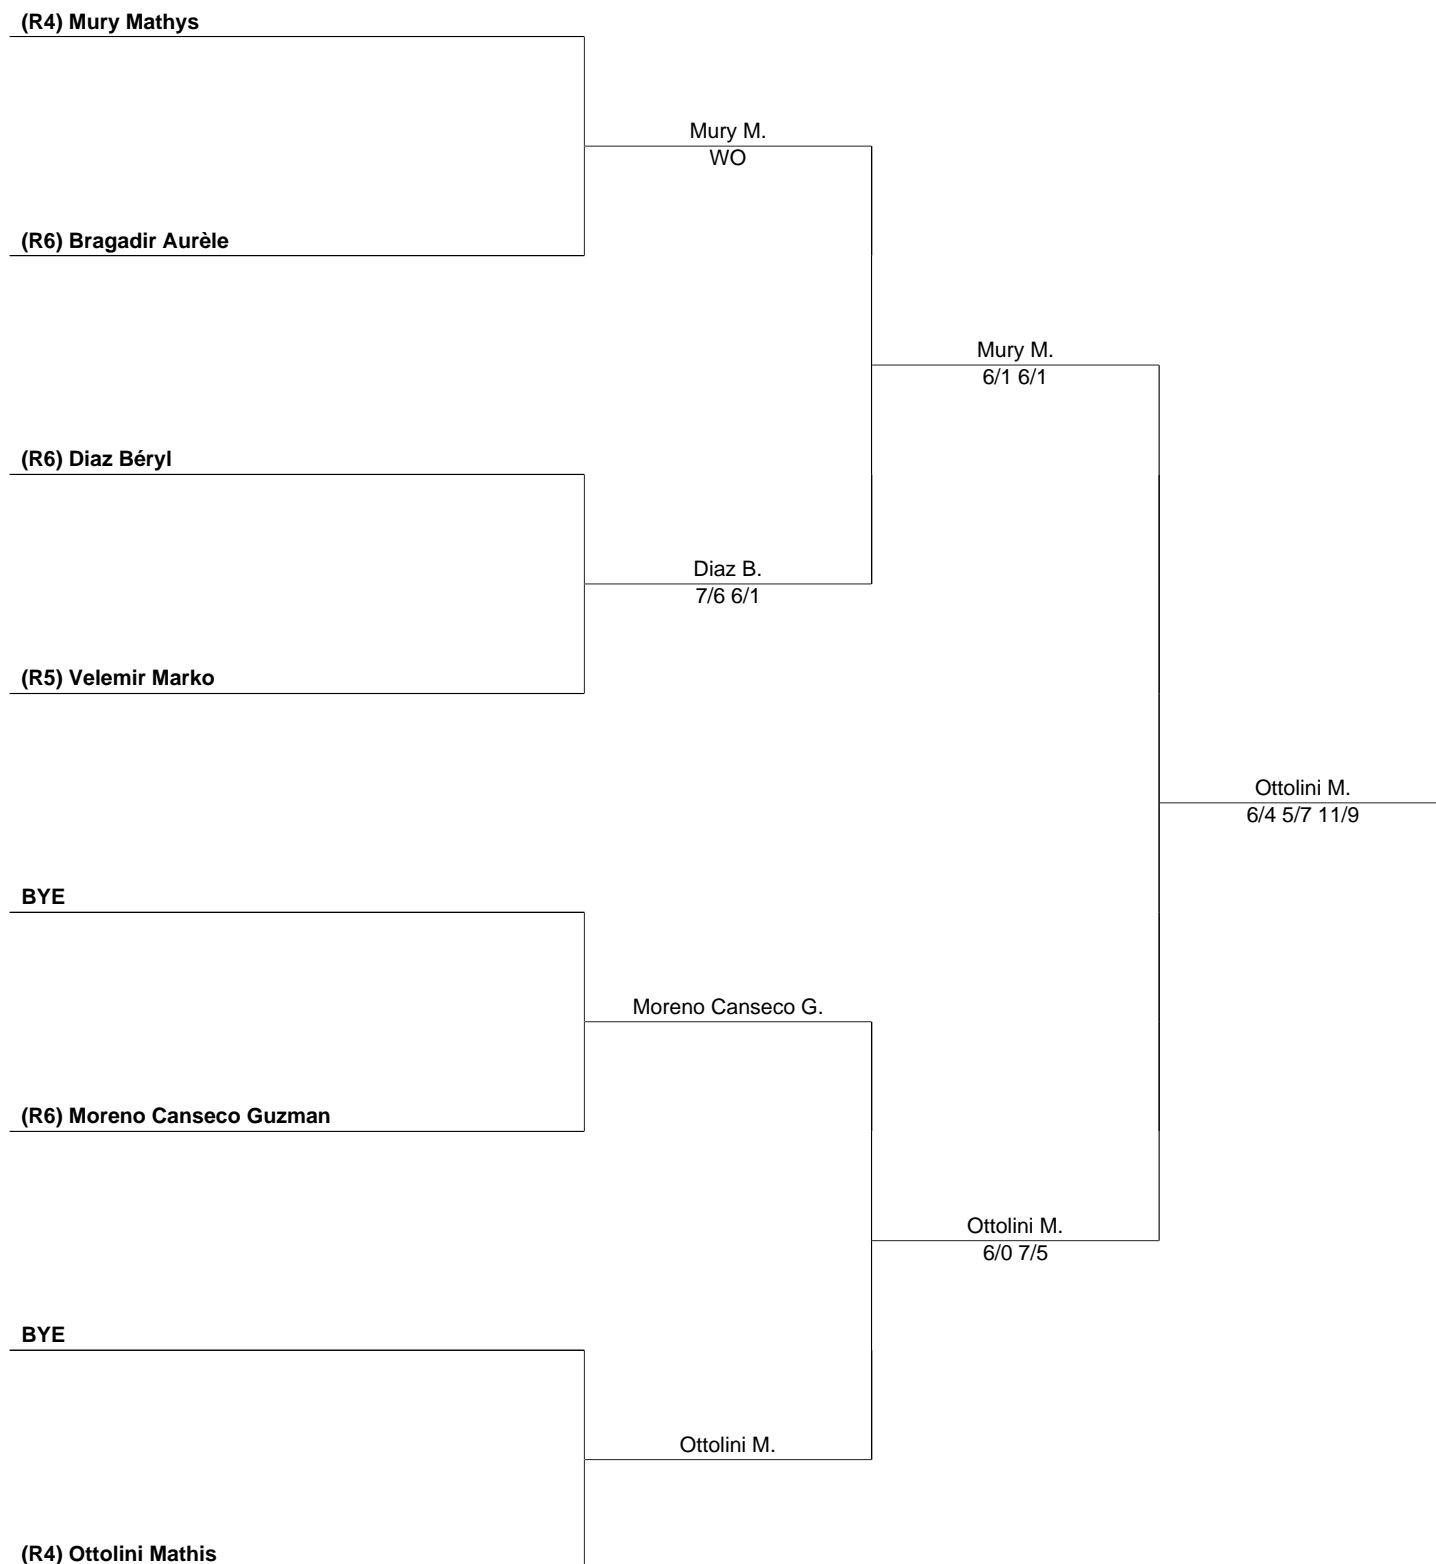 (R4) Mury Mathys
Mury M.
WO
(R6) Bragadir Aurèle
Mury M.
6/1 6/1
(R6) Diaz Béryl
Diaz B.
7/6 6/1
(R5) Velemir Marko
Ottolini M.
6/4 5/7 11/9
BYE
Moreno Canseco G.
(R6) Moreno Canseco Guzman
Ottolini M.
6/0 7/5
BYE
Ottolini M.
(R4) Ottolini Mathis